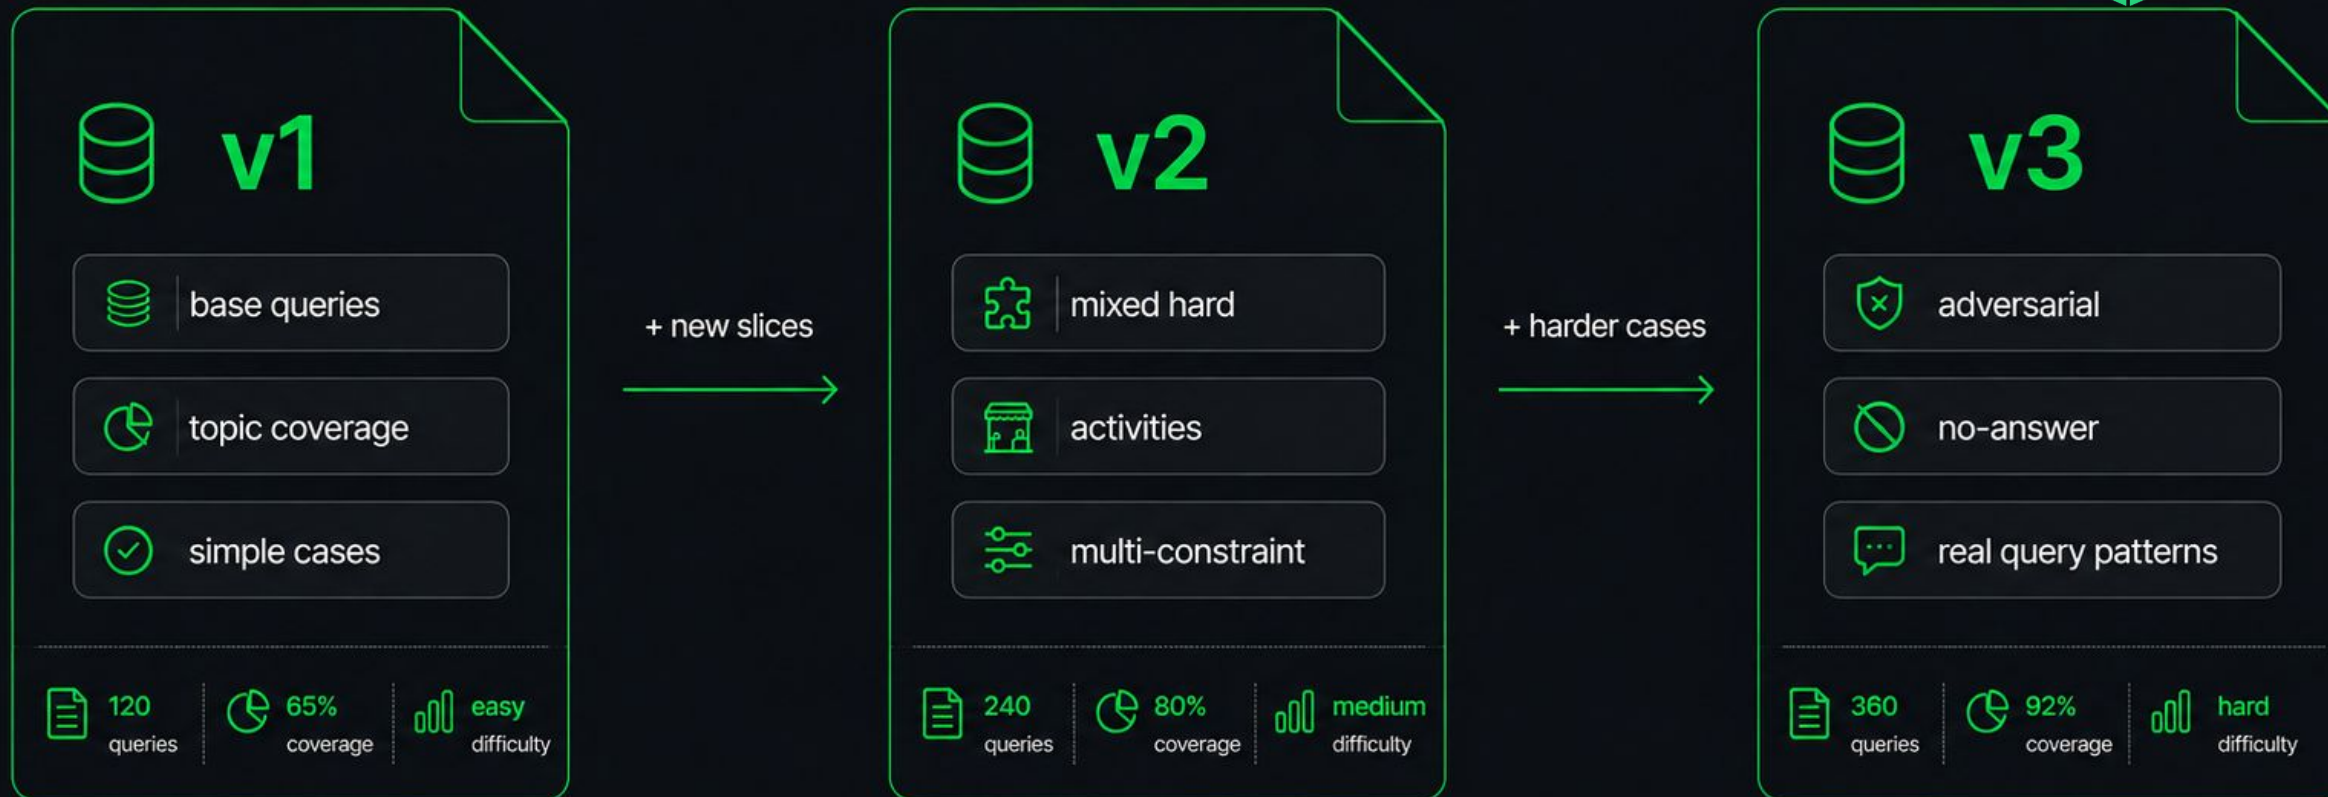 v1
base queries
topic coverage
simple cases
120
queries
65%
coverage
easy
difficulty
+ new slices
v2
mixed hard
activities
multi-constraint
240
queries
80%
coverage
medium
difficulty
+ harder cases
v3
adversarial
no-answer
real query patterns
360
queries
92%
coverage
hard
difficulty